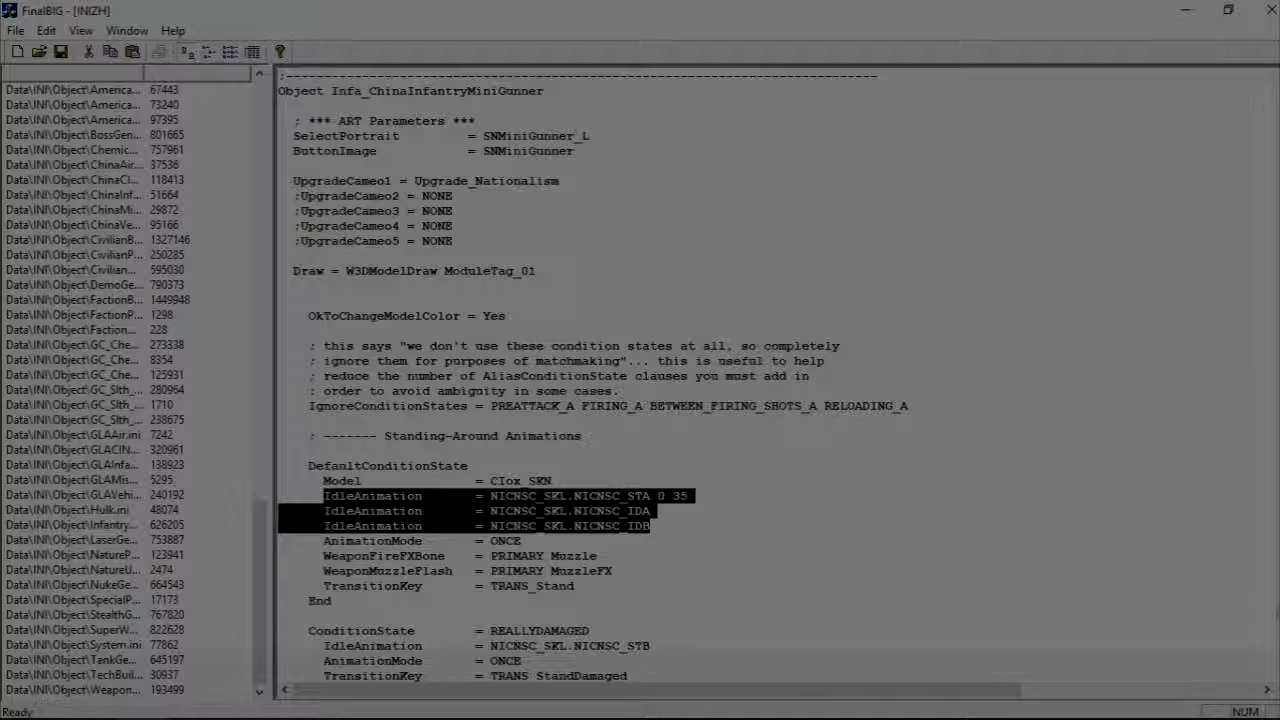 FinalBIG - [INIZH]
File Edit View Window Help
Data\INI\Object\America... 67443
Data\INI\Object\America... 73240
Data\INI\Object\America... 97395
Data\INI\Object\BossGen... 801665
Data\INI\Object\Chemic... 757961
Data\INI\Object\ChinaAir... 37536
Data\INI\Object\ChinaCI... 118413
Data\INI\Object\ChinaInf... 51664
Data\INI\Object\ChinaMi... 29872
Data\INI\Object\ChinaVe... 95166
Data\INI\Object\CivilianB... 1327146
Data\INI\Object\CivilianP... 250285
Data\INI\Object\Civilian... 595030
Data\INI\Object\DemoGe... 790373
Data\INI\Object\FactionB... 1449948
Data\INI\Object\FactionP... 1298
Data\INI\Object\Faction... 228
Data\INI\Object\GC_Che... 273338
Data\INI\Object\GC_Che... 8354
Data\INI\Object\GC_Che... 125931
Data\INI\Object\GC_Slth_... 280964
Data\INI\Object\GC_Slth_... 1710
Data\INI\Object\GC_Slth_... 238675
Data\INI\Object\GLAAir.ini 7242
Data\INI\Object\GLACIN... 320961
Data\INI\Object\GLAInfa... 138923
Data\INI\Object\GLAMis... 5295
Data\INI\Object\GLAVehi... 240192
Data\INI\Object\Hulk.ini 48074
Data\INI\Object\Infantry... 626205
Data\INI\Object\LaserGe... 753887
Data\INI\Object\NatureP... 123941
Data\INI\Object\NatureU... 2474
Data\INI\Object\NukeGe... 664543
Data\INI\Object\SpecialP... 17173
Data\INI\Object\StealthG... 767820
Data\INI\Object\SuperW... 822628
Data\INI\Object\System.ini 77862
Data\INI\Object\TankGe... 645197
Data\INI\Object\TechBuil... 30937
Data\INI\Object\Weapon... 193499
;------------------------------------------------------------------------------
Object Infa_ChinaInfantryMiniGunner
; *** ART Parameters ***
SelectPortrait = SNMiniGunner_L
ButtonImage = SNMiniGunner
UpgradeCameo1 = Upgrade_Nationalism
;UpgradeCameo2 = NONE
;UpgradeCameo3 = NONE
;UpgradeCameo4 = NONE
;UpgradeCameo5 = NONE
Draw = W3DModelDraw ModuleTag_01
OkToChangeModelColor = Yes
; this says "we don't use these condition states at all, so completely
; ignore them for purposes of matchmaking"... this is useful to help
; reduce the number of AliasConditionState clauses you must add in
; order to avoid ambiguity in some cases.
IgnoreConditionStates = PREATTACK_A FIRING_A BETWEEN_FIRING_SHOTS_A RELOADING_A
; ------- Standing-Around Animations
DefaultConditionState
Model = CIox_SKN
IdleAnimation = NICNSC_SKL.NICNSC_STA 0 35
IdleAnimation = NICNSC_SKL.NICNSC_IDA
IdleAnimation = NICNSC_SKL.NICNSC_IDB
AnimationMode = ONCE
WeaponFireFXBone = PRIMARY Muzzle
WeaponMuzzleFlash = PRIMARY MuzzleFX
TransitionKey = TRANS_Stand
End
ConditionState = REALLYDAMAGED
IdleAnimation = NICNSC_SKL.NICNSC_STB
AnimationMode = ONCE
TransitionKey = TRANS_StandDamaged
Ready
NUM